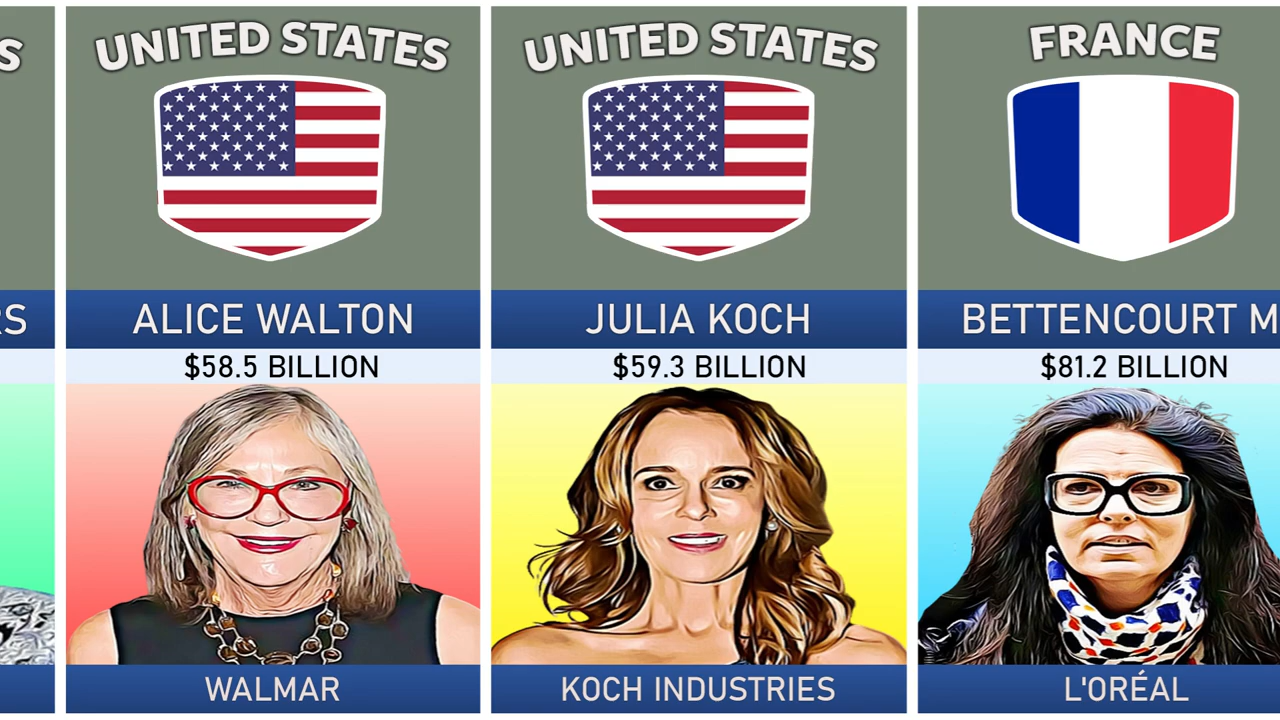 S
UNITED STATES
UNITED STATES
FRANCE
RS
ALICE WALTON
JULIA KOCH
BETTENCOURT M
$58.5 BILLION
$59.3 BILLION
$81.2 BILLION
WALMAR
KOCH INDUSTRIES
L'ORÉAL